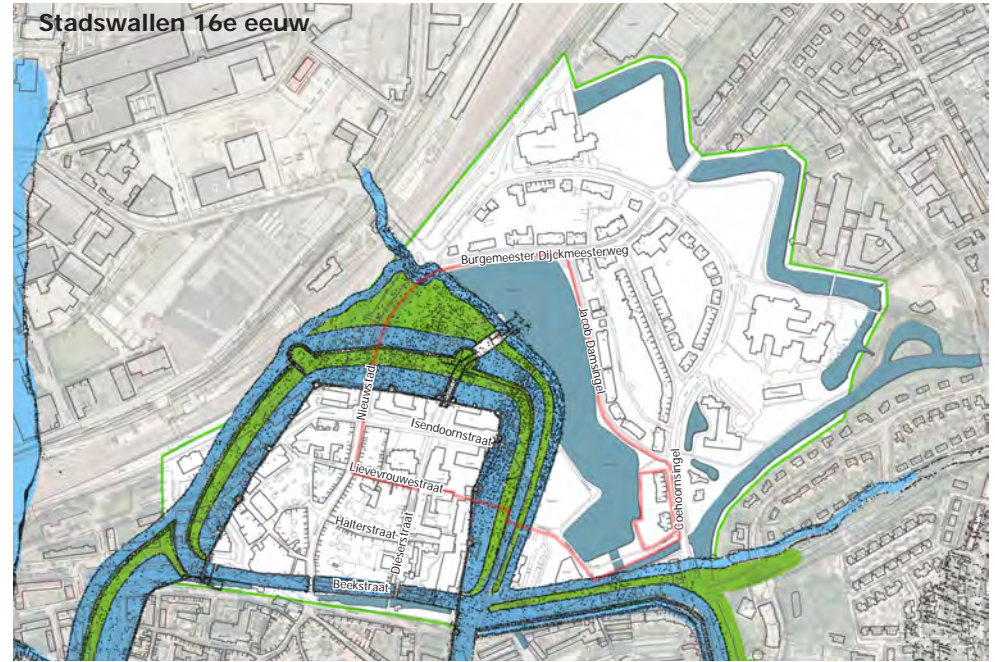 Stadswallen 16e eeuw
Burgemeester Dijckmeesterweg
Jacob Damsingel
Nieuwstad
Isendoornstraat
Lievevrouwestraat
Coehoornsingel
Halterstraat
Dieserstraat
Beekstraat